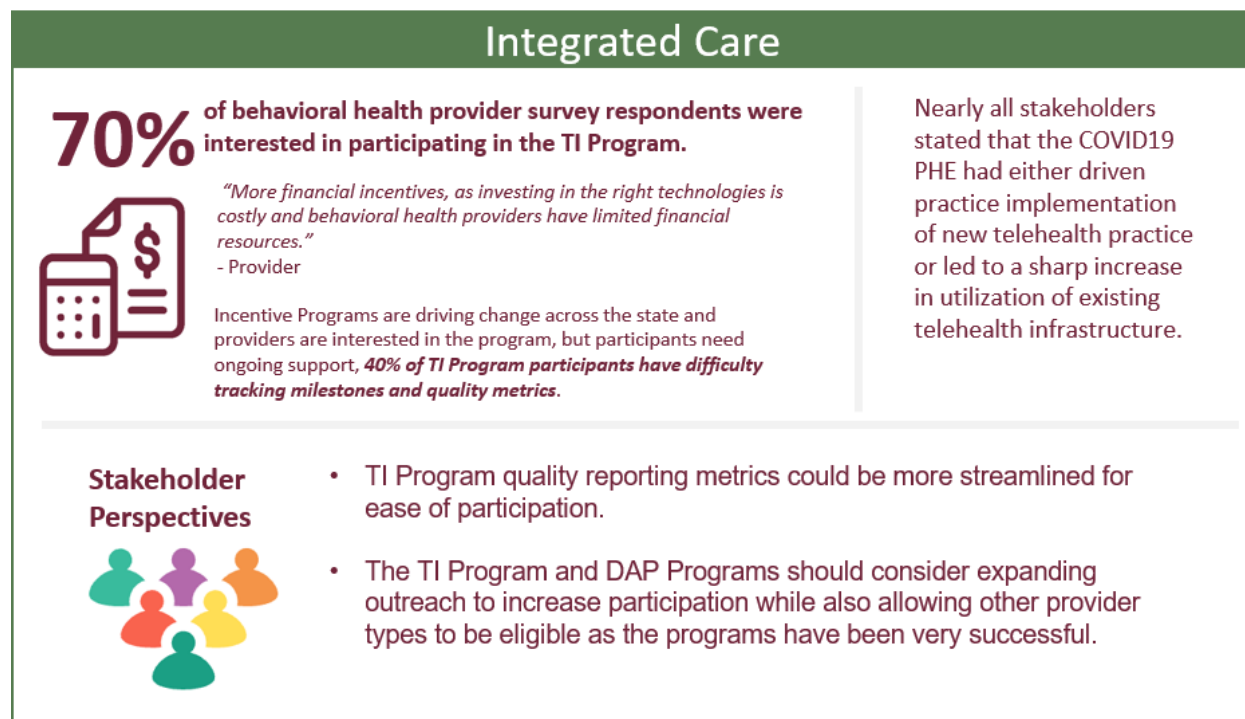 Integrated Care
70%
of behavioral health provider survey respondents were
interested in participating in the TI Program.
“More financial incentives, as investing in the right technologies is
costly and behavioral health providers have limited financial
resources.”
- Provider
Incentive Programs are driving change across the state and
providers are interested in the program, but participants need
ongoing support, 40% of TI Program participants have difficulty
tracking milestones and quality metrics.
Nearly all stakeholders
stated that the COVID19
PHE had either driven
practice implementation
of new telehealth practice
or led to a sharp increase
in utilization of existing
telehealth infrastructure.
Stakeholder
Perspectives
• TI Program quality reporting metrics could be more streamlined for
ease of participation.
• The TI Program and DAP Programs should consider expanding
outreach to increase participation while also allowing other provider
types to be eligible as the programs have been very successful.